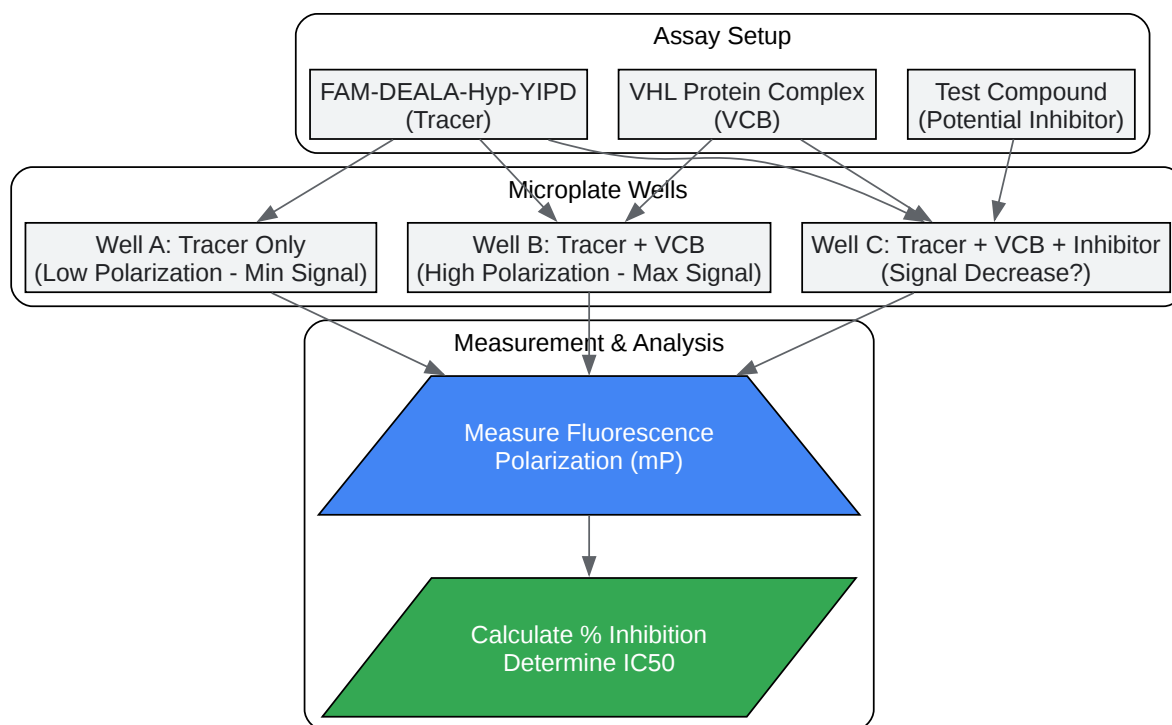 Assay Setup
FAM-DEALA-Hyp-YIPD
(Tracer)
VHL Protein Complex
(VCB)
Test Compound
(Potential Inhibitor)
Microplate Wells
Well A: Tracer Only
(Low Polarization - Min Signal)
Well B: Tracer + VCB
(High Polarization - Max Signal)
Well C: Tracer + VCB + Inhibitor
(Signal Decrease?)
Measurement & Analysis
Measure Fluorescence
Polarization (mP)
Calculate % Inhibition
Determine IC50